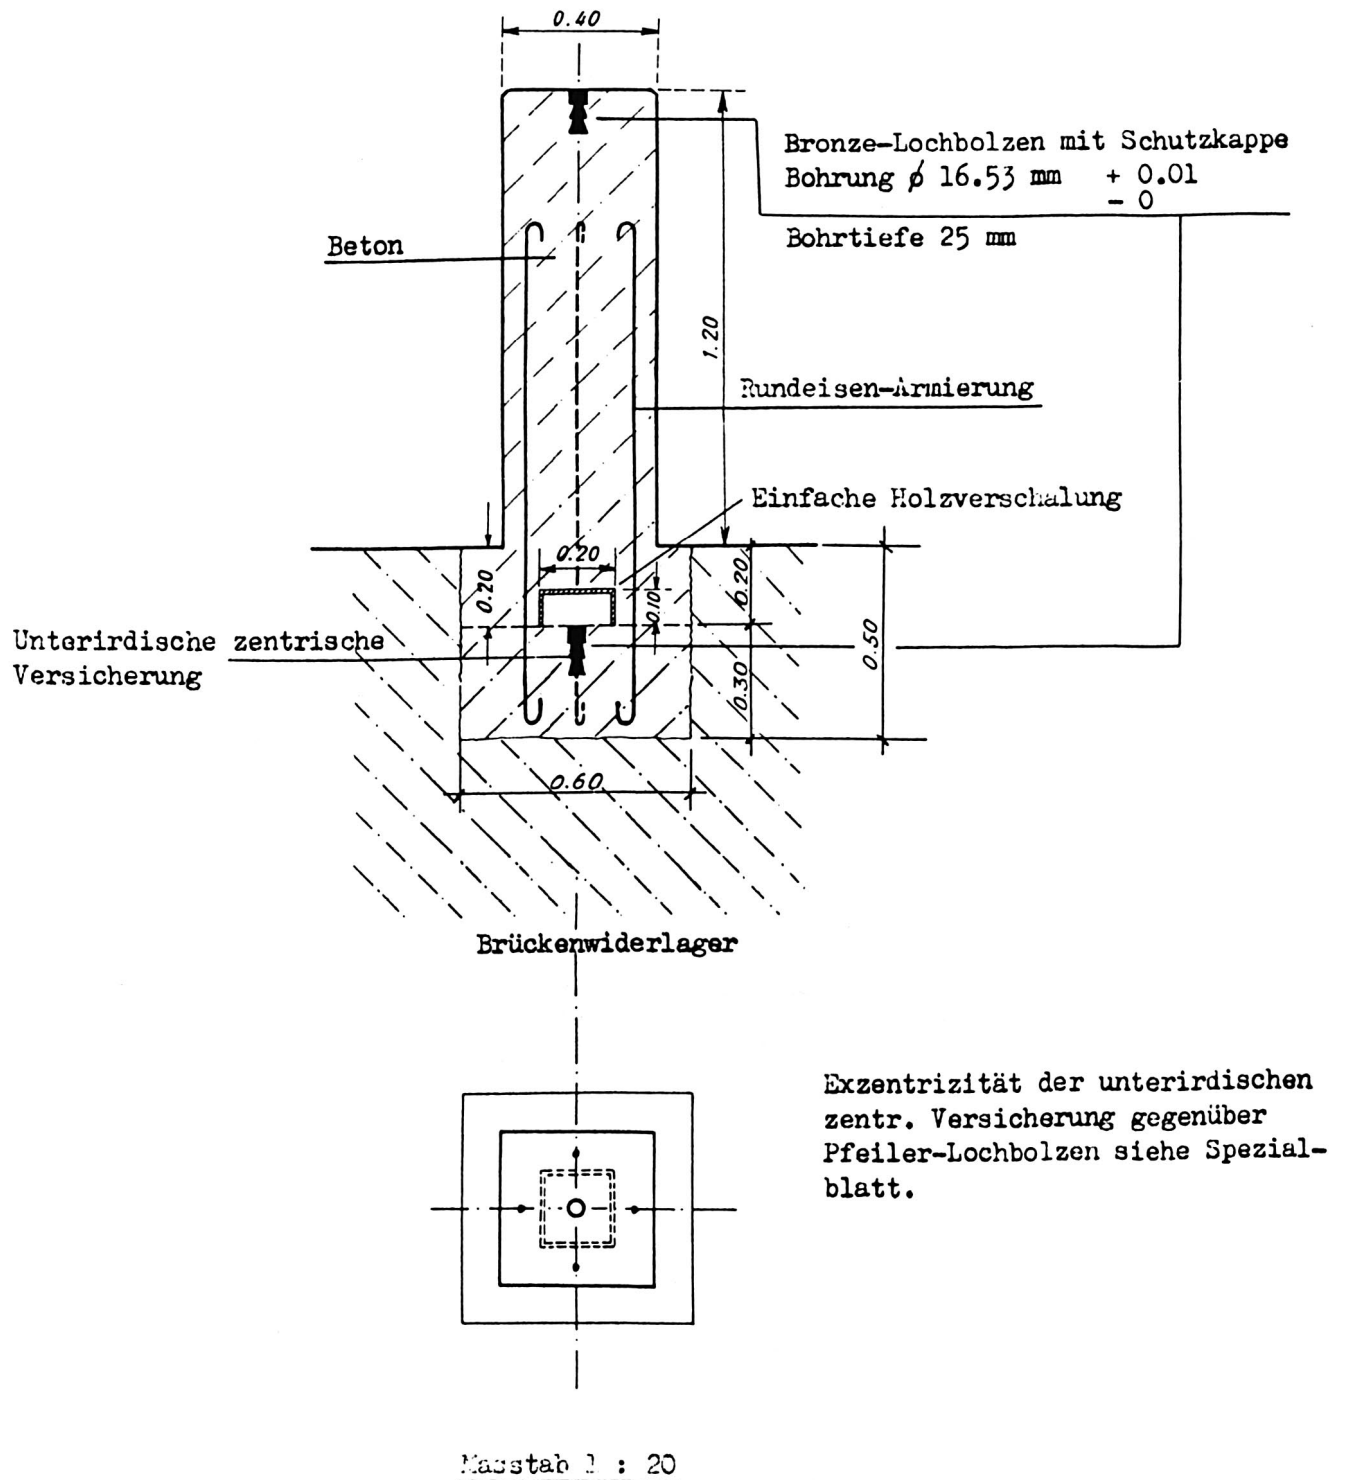 0.40
Bronze-Lochbolzen mit Schutzkappe
Bohrung ϕ 16.53 mm + 0.01
- 0
Bohrtiefe 25 mm
Beton
1.20
Rundeisen-Armierung
Einfache Holzverschalung
0.20
0.20
0.10
0.20
0.50
Unterirdische zentrische
Versicherung
0.30
0.60
Brückenwiderlager
Exzentrizität der unterirdischen
zentr. Versicherung gegenüber
Pfeiler-Lochbolzen siehe Spezial-
blatt.
Masstab 1 : 20